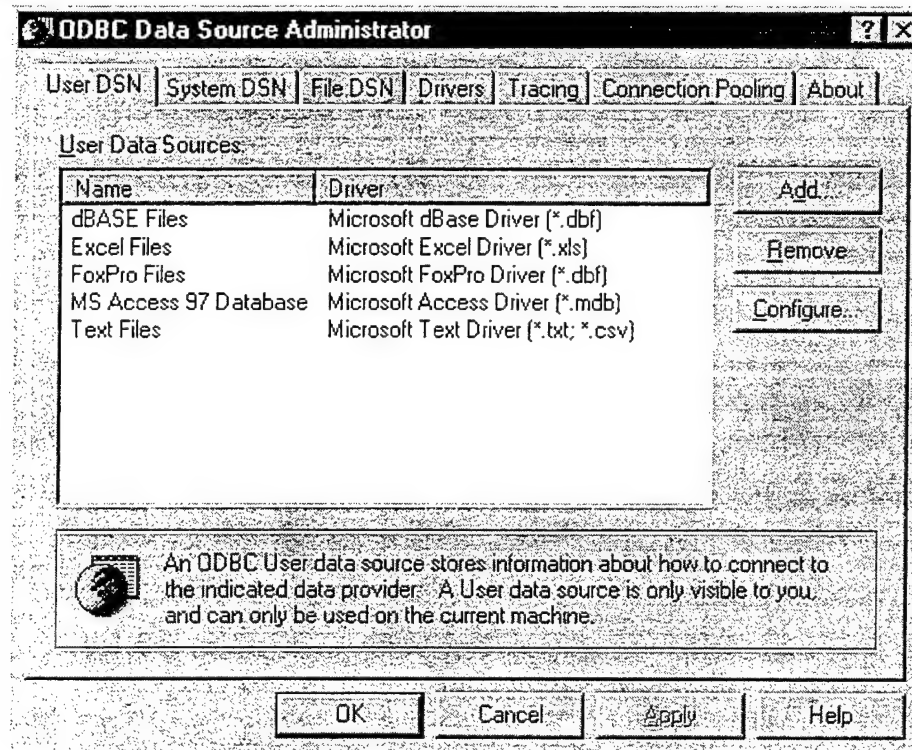 ODBC Data Source Administrator
User DSN System DSN File DSN Drivers Tracing Connection Pooling About
User Data Sources:
Name Driver
dBASE Files Microsoft dBase Driver (*.dbf)
Excel Files Microsoft Excel Driver (*.xls)
FoxPro Files Microsoft FoxPro Driver (*.dbf)
MS Access 97 Database Microsoft Access Driver (*.mdb)
Text Files Microsoft Text Driver (*.txt; *.csv)
Add...
Remove
Configure...
An ODBC User data source stores information about how to connect to
the indicated data provider. A User data source is only visible to you,
and can only be used on the current machine.
OK Cancel Apply Help